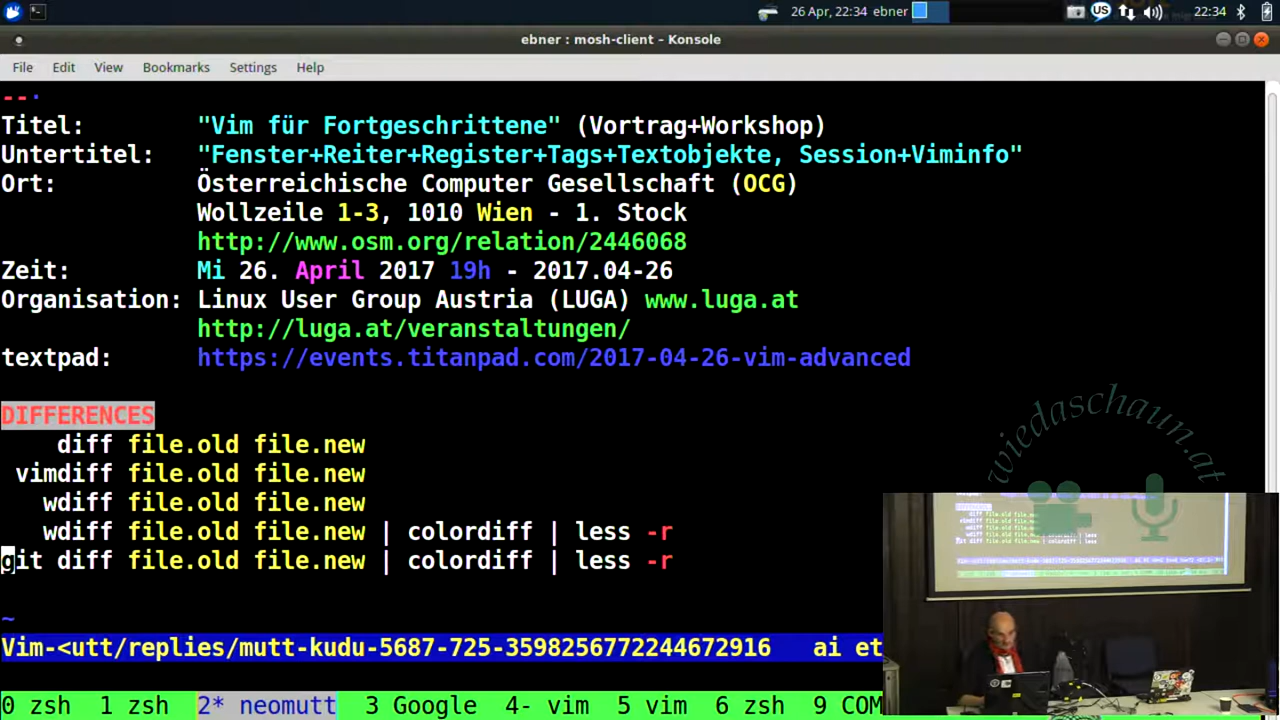 26 Apr, 22:34 ebner
US
22:34
ebner : mosh-client – Konsole
File Edit View Bookmarks Settings Help
--·
Titel: "Vim für Fortgeschrittene" (Vortrag+Workshop)
Untertitel: "Fenster+Reiter+Register+Tags+Textobjekte, Session+Viminfo"
Ort: Österreichische Computer Gesellschaft (OCG)
Wollzeile 1-3, 1010 Wien - 1. Stock
http://www.osm.org/relation/2446068
Zeit: Mi 26. April 2017 19h - 2017.04-26
Organisation: Linux User Group Austria (LUGA) www.luga.at
http://luga.at/veranstaltungen/
textpad: https://events.titanpad.com/2017-04-26-vim-advanced
DIFFERENCES
diff file.old file.new
vimdiff file.old file.new
wdiff file.old file.new
wdiff file.old file.new | colordiff | less -r
git diff file.old file.new | colordiff | less -r
~
Vim-<utt/replies/mutt-kudu-5687-725-3598256772244672916 ai et
0 zsh 1 zsh 2* neomutt 3 Google 4- vim 5 vim 6 zsh 9 COM
wiedaschaun.at